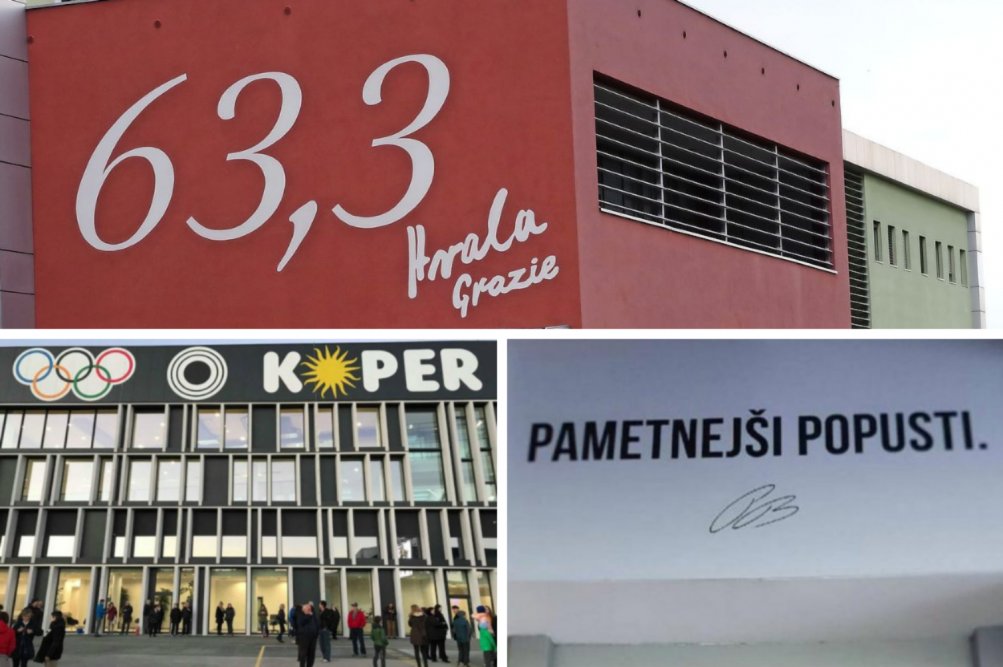 63,3
Hvala
Grazie
KOPER
PAMETNEJŠI POPUSTI.